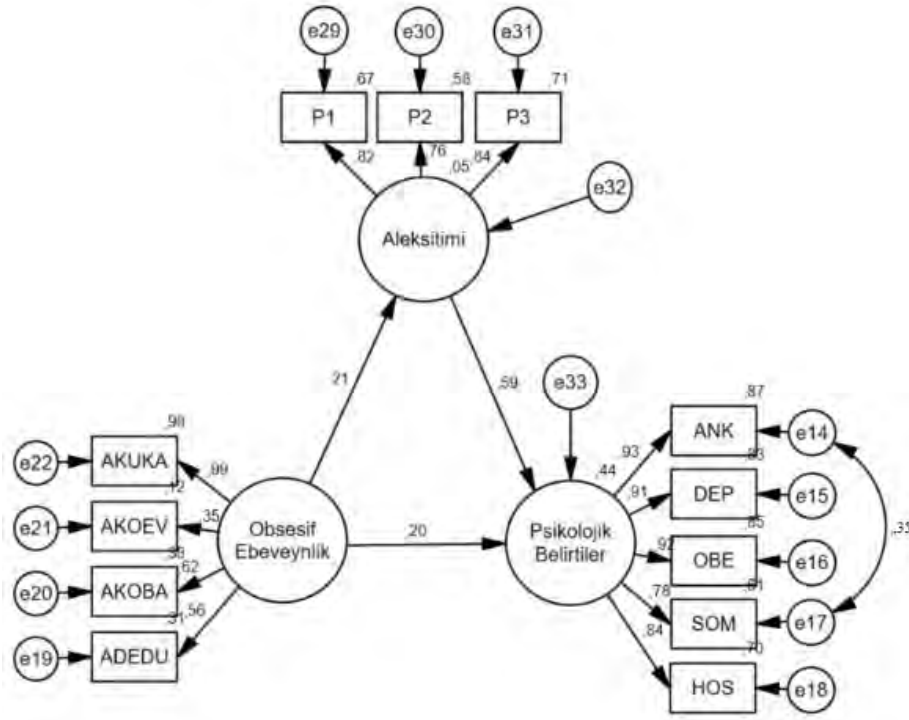 e29
e30
e31
,67
,58
,71
P1
P2
P3
,82
,76
,05
,84
e32
Aleksitimi
,21
,59
e33
,87
ANK
e14
,98
,93
,83
e22
AKUKA
,99
,44
,91
DEP
e15
,12
,35
e21
AKOEV
Obsesif
Ebeveynlik
,20
Psikolojik
Belirtiler
,85
,35
,92
OBE
e16
e20
AKOBA
,62
,78
,61
SOM
e17
,56
,31
,84
,70
e19
ADEDU
HOS
e18